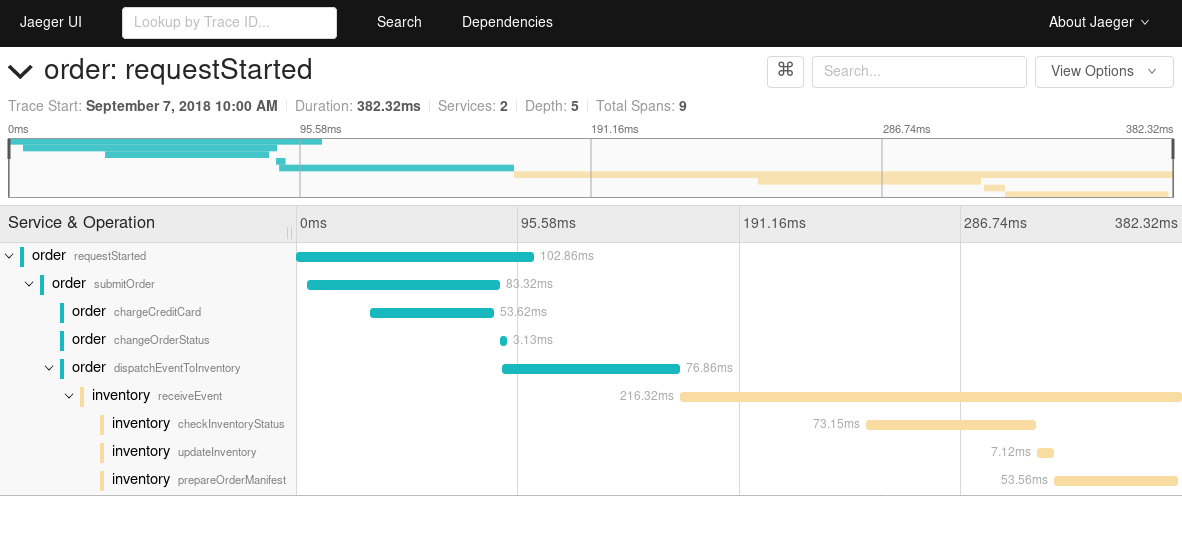 Jaeger UI Lookup by Trace ID... Search Dependencies About Jaeger
order: requestStarted ⌘ Search... View Options
Trace Start: September 7, 2018 10:00 AM Duration: 382.32ms Services: 2 Depth: 5 Total Spans: 9
0ms 95.58ms 191.16ms 286.74ms 382.32ms
Service & Operation 0ms 95.58ms 191.16ms 286.74ms 382.32ms
order requestStarted 102.86ms
order submitOrder 83.32ms
order chargeCreditCard 53.62ms
order changeOrderStatus 3.13ms
order dispatchEventToInventory 76.86ms
inventory receiveEvent 216.32ms
inventory checkInventoryStatus 73.15ms
inventory updateInventory 7.12ms
inventory prepareOrderManifest 53.56ms